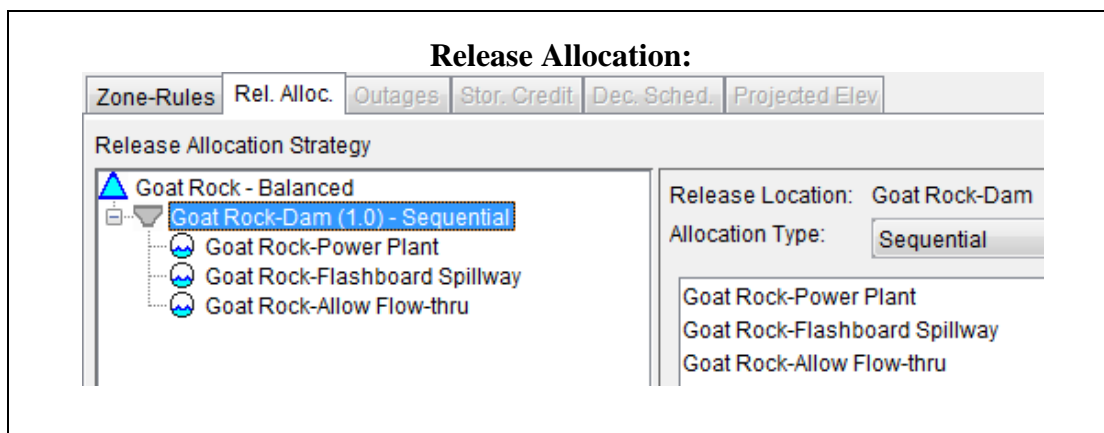 Release Allocation:
Zone-Rules Rel. Alloc. Outages Stor. Credit Dec. Sched. Projected Elev
Release Allocation Strategy
Goat Rock - Balanced
Goat Rock-Dam (1.0) - Sequential
Goat Rock-Power Plant
Goat Rock-Flashboard Spillway
Goat Rock-Allow Flow-thru
Release Location: Goat Rock-Dam
Allocation Type: Sequential
Goat Rock-Power Plant
Goat Rock-Flashboard Spillway
Goat Rock-Allow Flow-thru